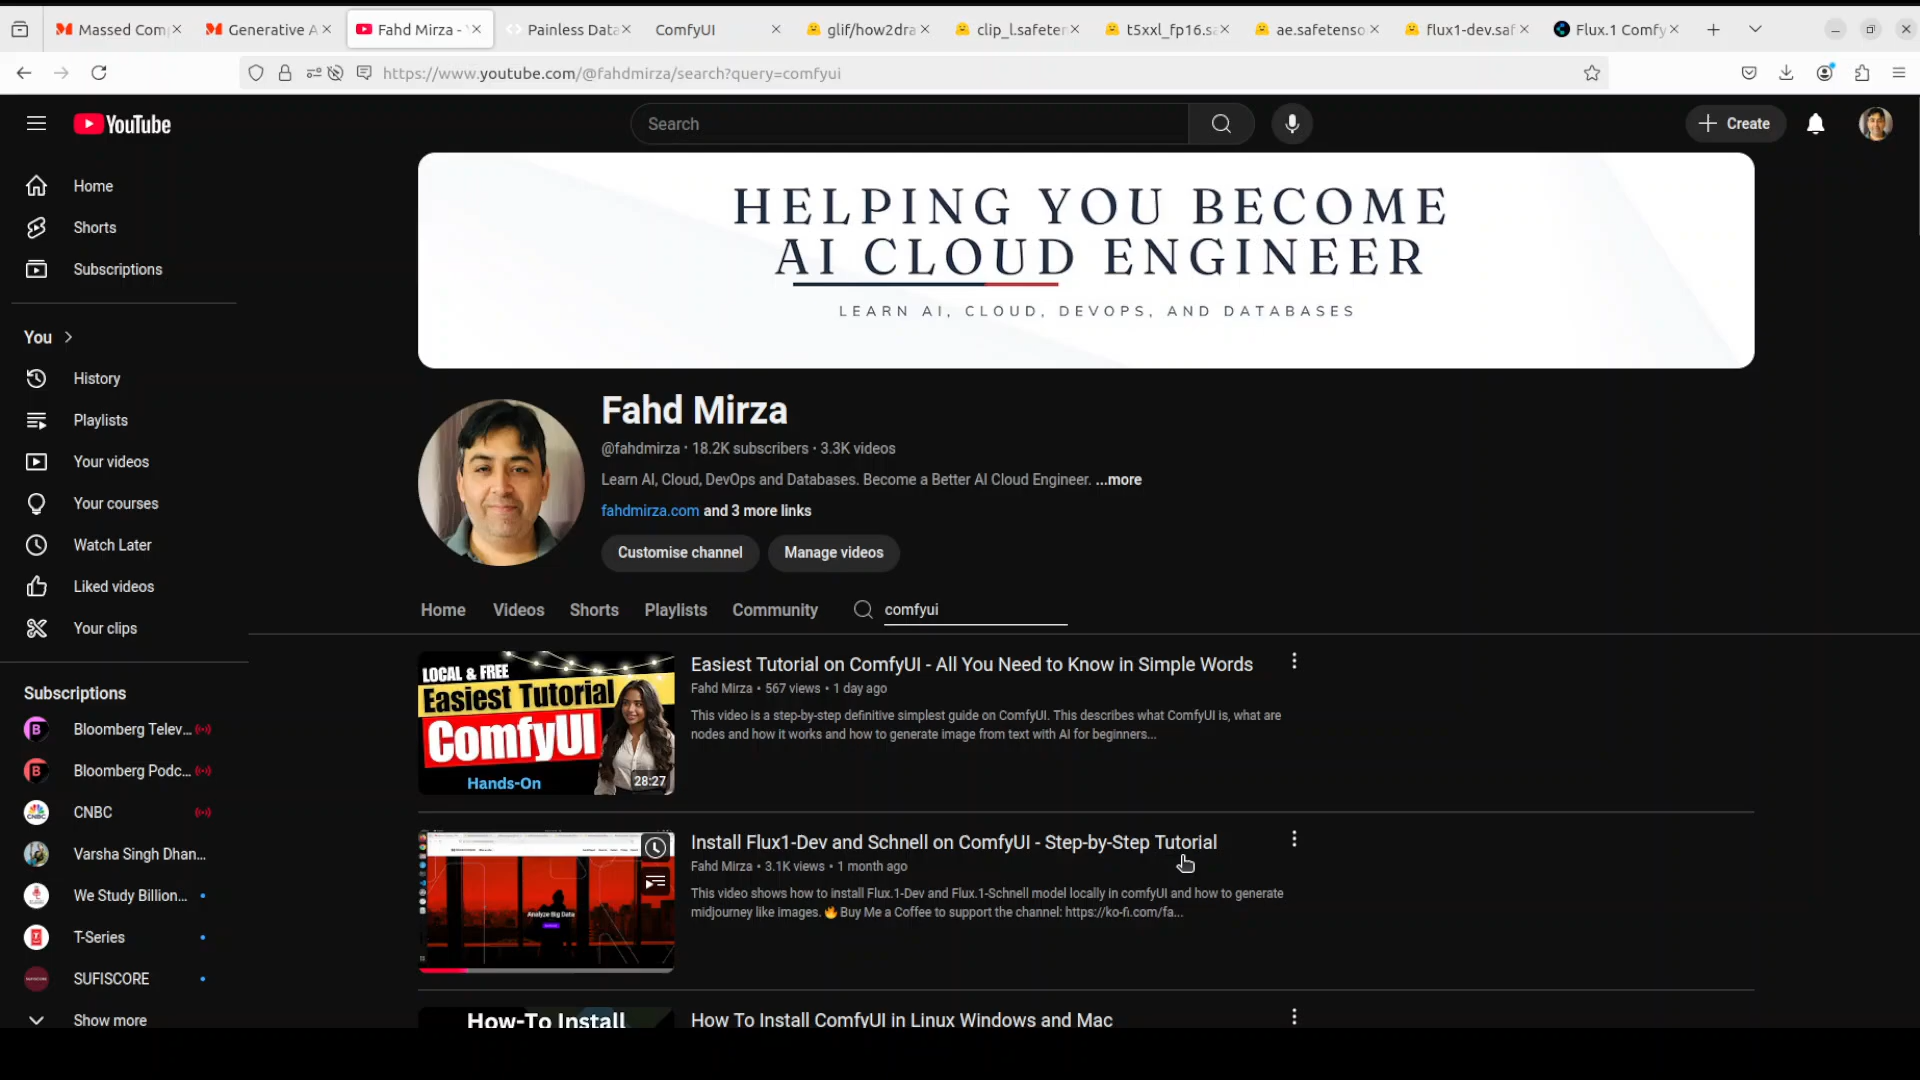 Massed Com
Generative A
Fahd Mirza -
Painless Dat
ComfyUI
glif/how2dra
clip_l.safeten
t5xxl_fp16.sa
ae.safetenso
flux1-dev.saf
Flux.1 Comfy
https://www.youtube.com/@fahdmirza/search?query=comfyui
YouTube
Search
Create
Home
Shorts
Subscriptions
You
History
Playlists
Your videos
Your courses
Watch Later
Liked videos
Your clips
Subscriptions
Bloomberg Telev...
Bloomberg Podc...
CNBC
Varsha Singh Dhan...
We Study Billion...
T-Series
SUFISCORE
Show more
HELPING YOU BECOME
AI CLOUD ENGINEER
LEARN AI, CLOUD, DEVOPS, AND DATABASES
Fahd Mirza
@fahdmirza • 18.2K subscribers • 3.3K videos
Learn AI, Cloud, DevOps and Databases. Become a Better AI Cloud Engineer. ...more
fahdmirza.com and 3 more links
Customise channel
Manage videos
Home
Videos
Shorts
Playlists
Community
comfyui
LOCAL & FREE
Easiest Tutorial
ComfyUI
Hands-On
28:27
Easiest Tutorial on ComfyUI - All You Need to Know in Simple Words
Fahd Mirza • 567 views • 1 day ago
This video is a step-by-step definitive simplest guide on ComfyUI. This describes what ComfyUI is, what are
nodes and how it works and how to generate image from text with AI for beginners...
Analyze Big Data
Install Flux1-Dev and Schnell on ComfyUI - Step-by-Step Tutorial
Fahd Mirza • 3.1K views • 1 month ago
This video shows how to install Flux.1-Dev and Flux.1-Schnell model locally in comfyUI and how to generate
midjourney like images. 🔥 Buy Me a Coffee to support the channel: https://ko-fi.com/fa...
How-To Install
How To Install ComfyUI in Linux Windows and Mac